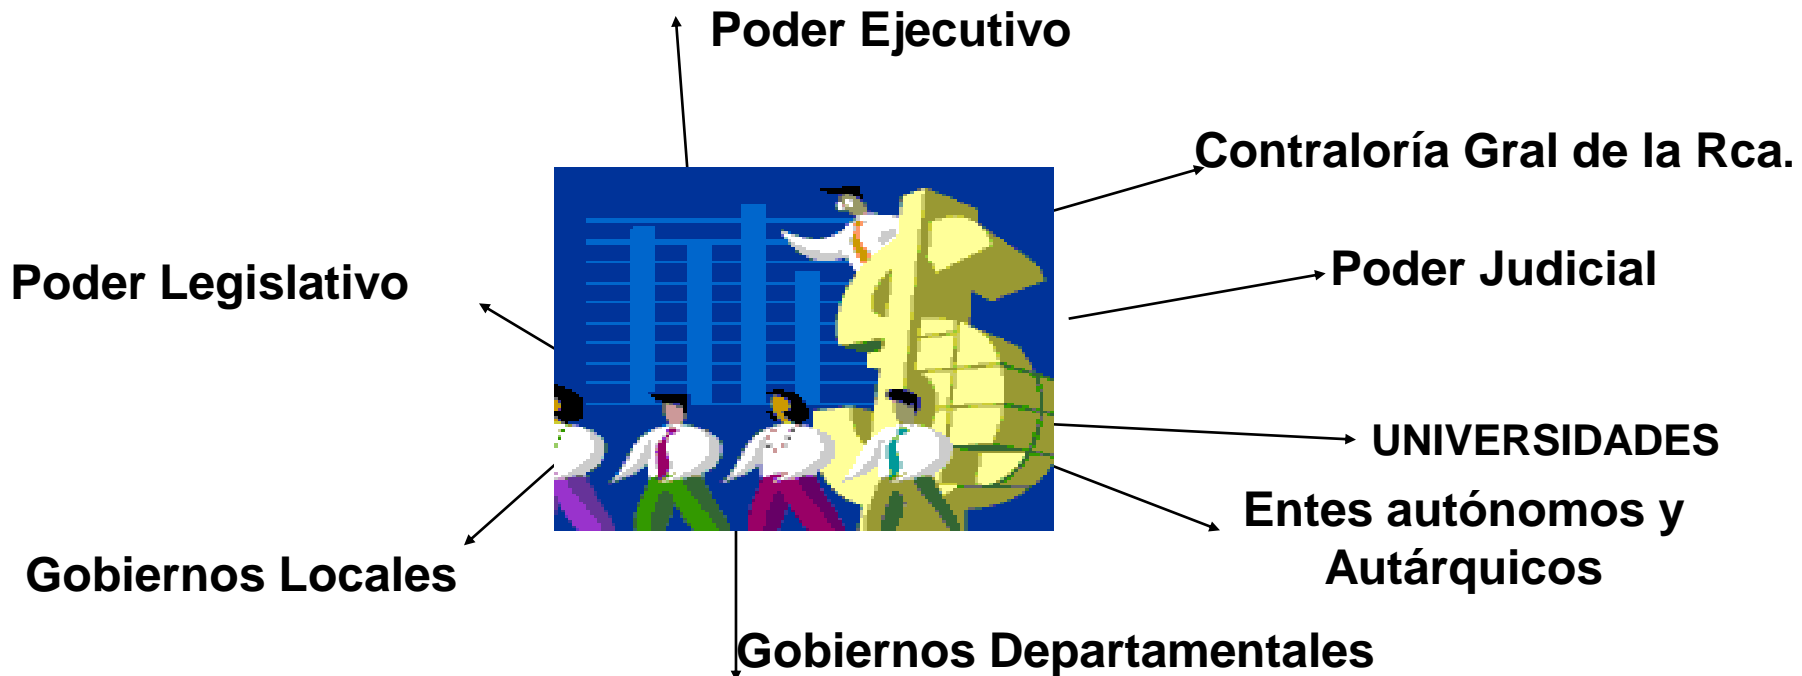 Poder Ejecutivo
Contraloría Gral de la Rca.
Poder Legislativo
Poder Judicial
UNIVERSIDADES
Entes autónomos y
Autárquicos
Gobiernos Locales
Gobiernos Departamentales